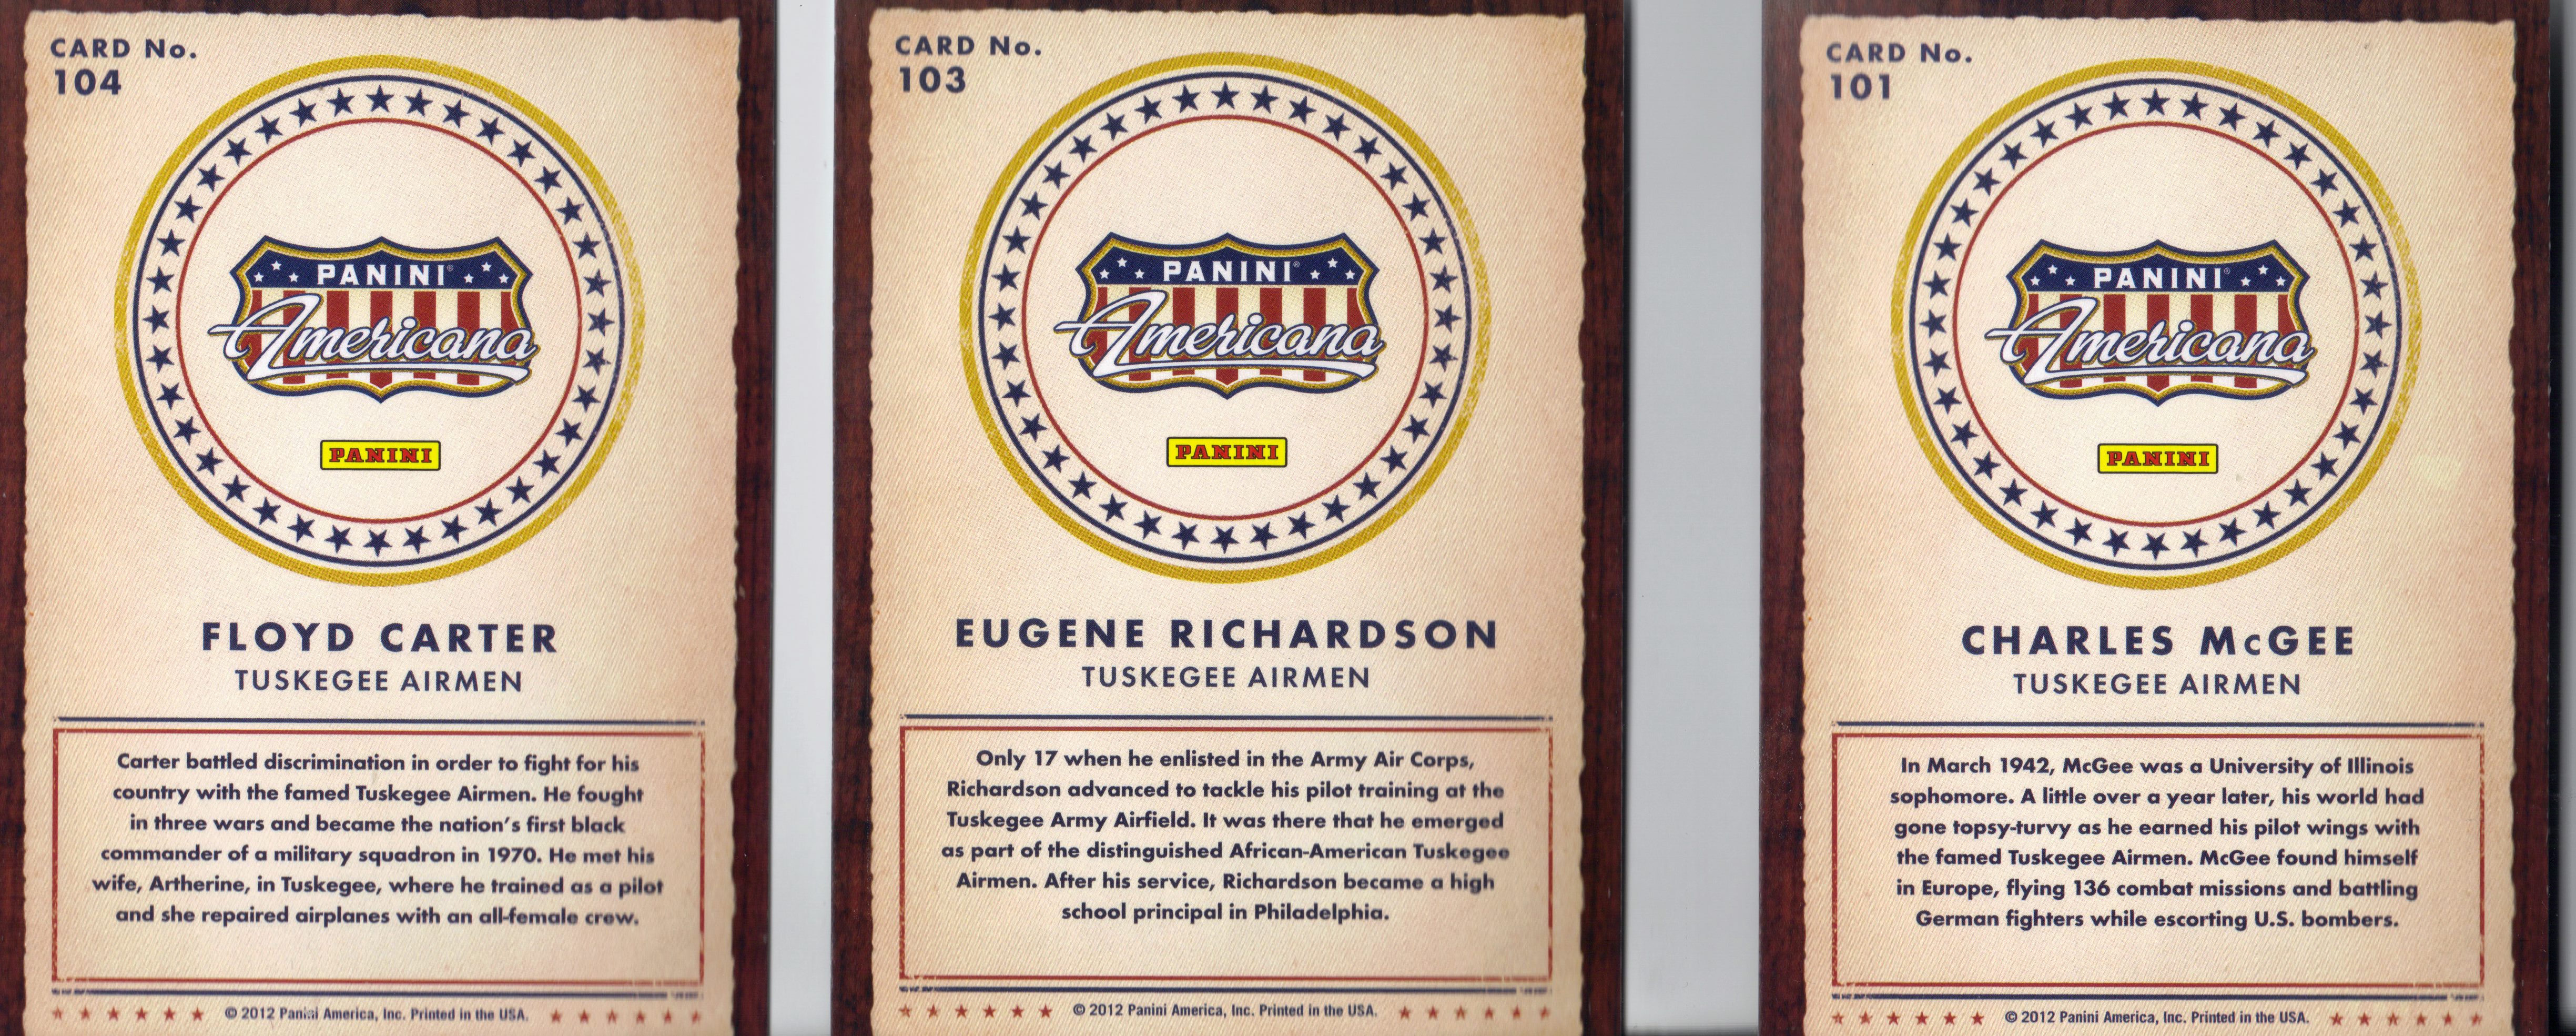 CARD No.
104
PANINI®
Americana
PANINI
FLOYD CARTER
TUSKEGEE AIRMEN
Carter battled discrimination in order to fight for his
country with the famed Tuskegee Airmen. He fought
in three wars and became the nation's first black
commander of a military squadron in 1970. He met his
wife, Artherine, in Tuskegee, where he trained as a pilot
and she repaired airplanes with an all-female crew.
© 2012 Panini America, Inc. Printed in the USA.
CARD No.
103
PANINI®
Americana
PANINI
EUGENE RICHARDSON
TUSKEGEE AIRMEN
Only 17 when he enlisted in the Army Air Corps,
Richardson advanced to tackle his pilot training at the
Tuskegee Army Airfield. It was there that he emerged
as part of the distinguished African-American Tuskegee
Airmen. After his service, Richardson became a high
school principal in Philadelphia.
© 2012 Panini America, Inc. Printed in the USA.
CARD No.
101
PANINI®
Americana
PANINI
CHARLES McGEE
TUSKEGEE AIRMEN
In March 1942, McGee was a University of Illinois
sophomore. A little over a year later, his world had
gone topsy-turvy as he earned his pilot wings with
the famed Tuskegee Airmen. McGee found himself
in Europe, flying 136 combat missions and battling
German fighters while escorting U.S. bombers.
© 2012 Panini America, Inc. Printed in the USA.